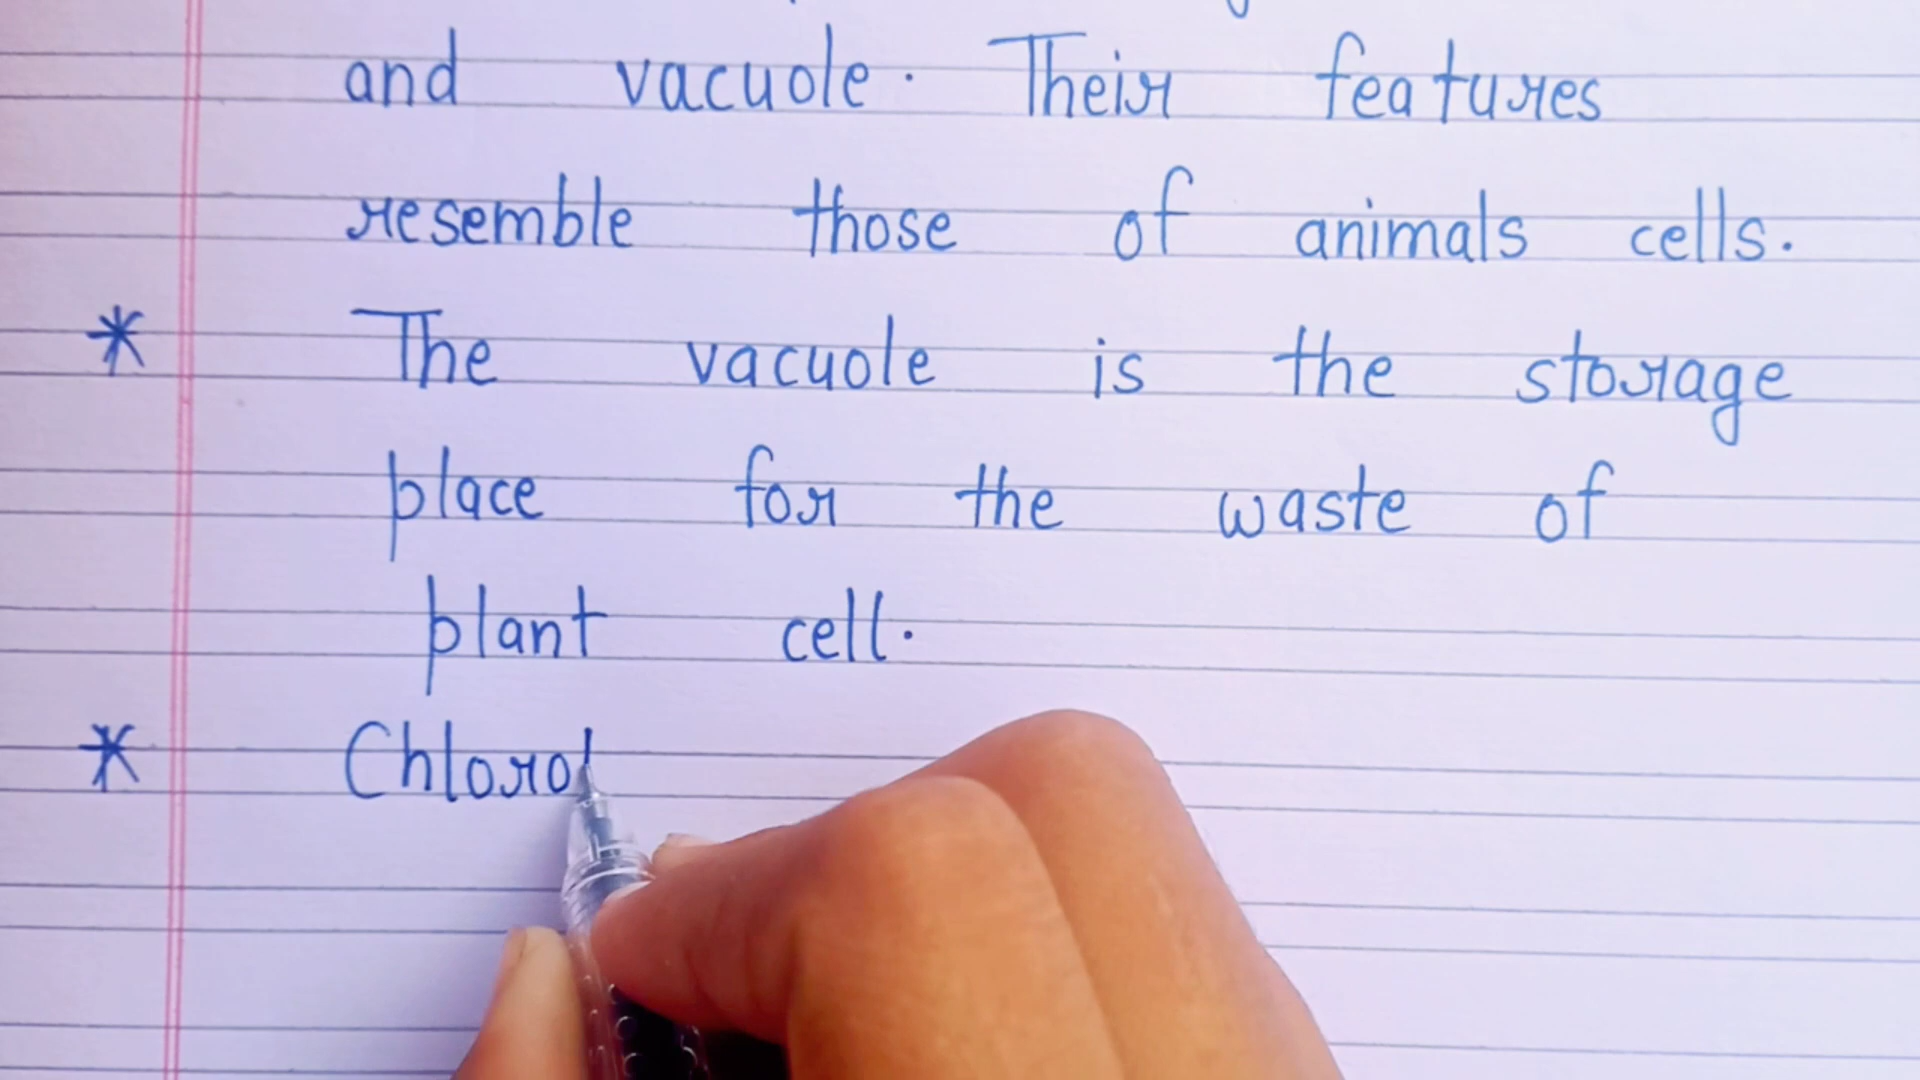 and vacuole. Their features
resemble those of animals cells.
* The vacuole is the storage
place for the waste of
plant cell.
*